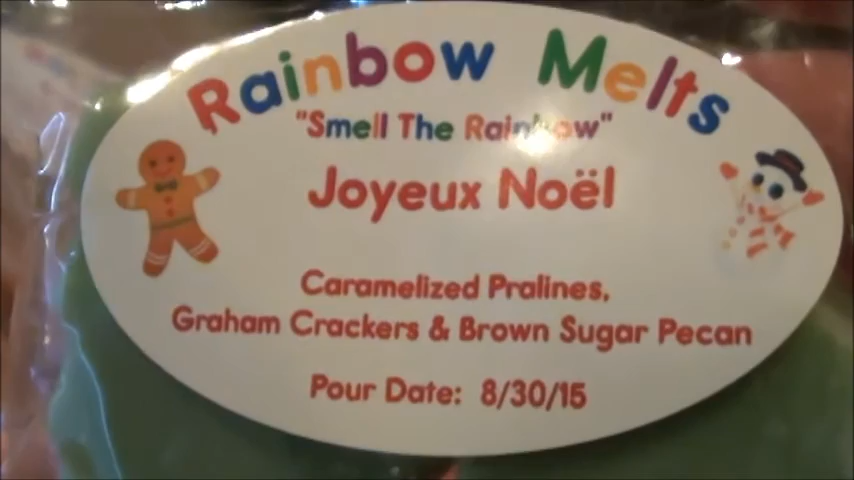 Rainbow Melts
"Smell The Rainbow"
Joyeux Noël
Caramelized Pralines,
Graham Crackers & Brown Sugar Pecan
Pour Date: 8/30/15